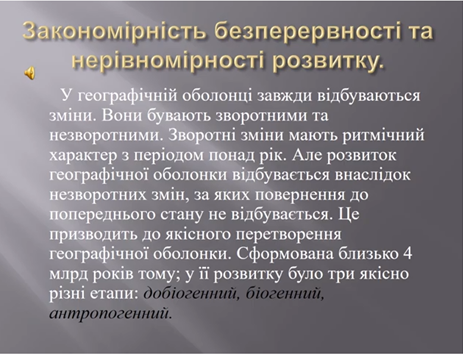 Закономірність безперервності та
нерівномірності розвитку.
У географічній оболонці завжди відбуваються
зміни. Вони бувають зворотними та
незворотними. Зворотні зміни мають ритмічний
характер з періодом понад рік. Але розвиток
географічної оболонки відбувається внаслідок
незворотних змін, за яких повернення до
попереднього стану не відбувається. Це
призводить до якісного перетворення
географічної оболонки. Сформована близько 4
млрд років тому; у її розвитку було три якісно
різні етапи: добіогенний, біогенний,
антропогенний.